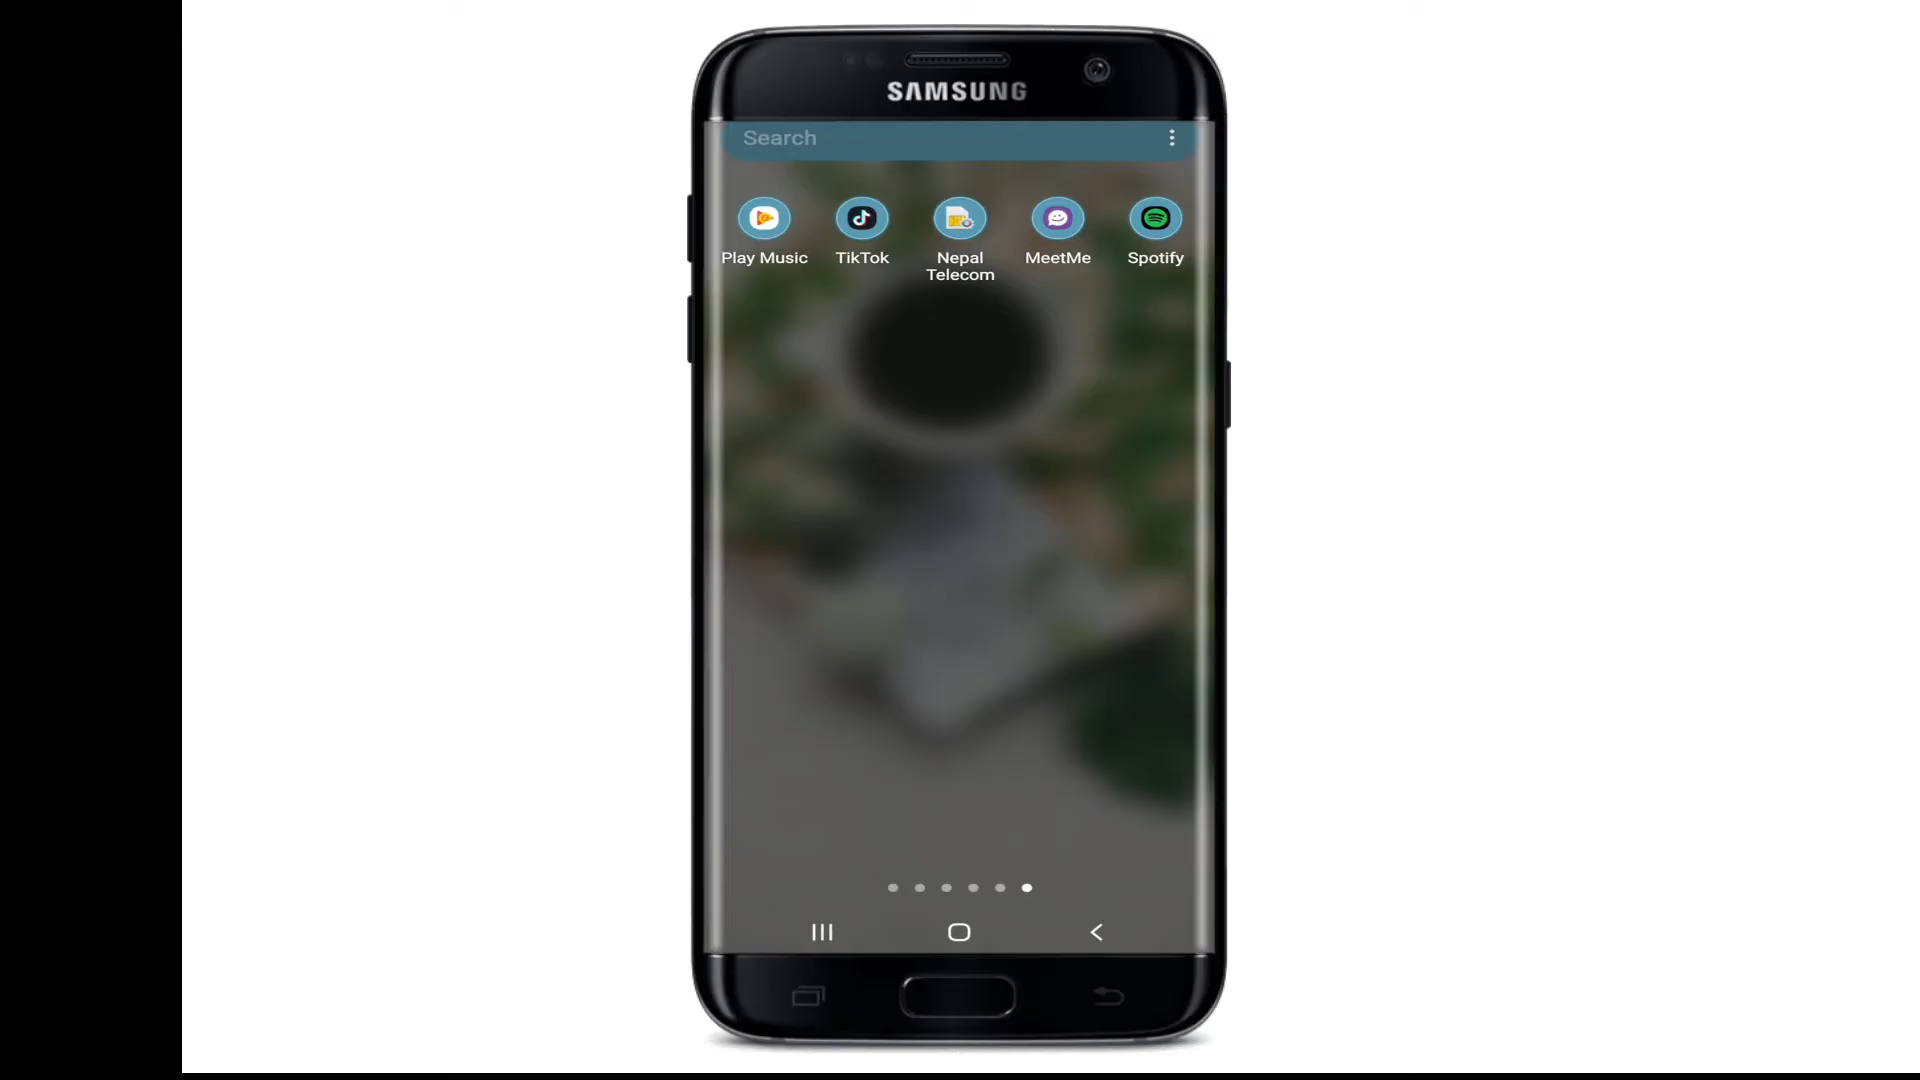 SAMSUNG
Search
Play Music
TikTok
Nepal
Telecom
MeetMe
Spotify